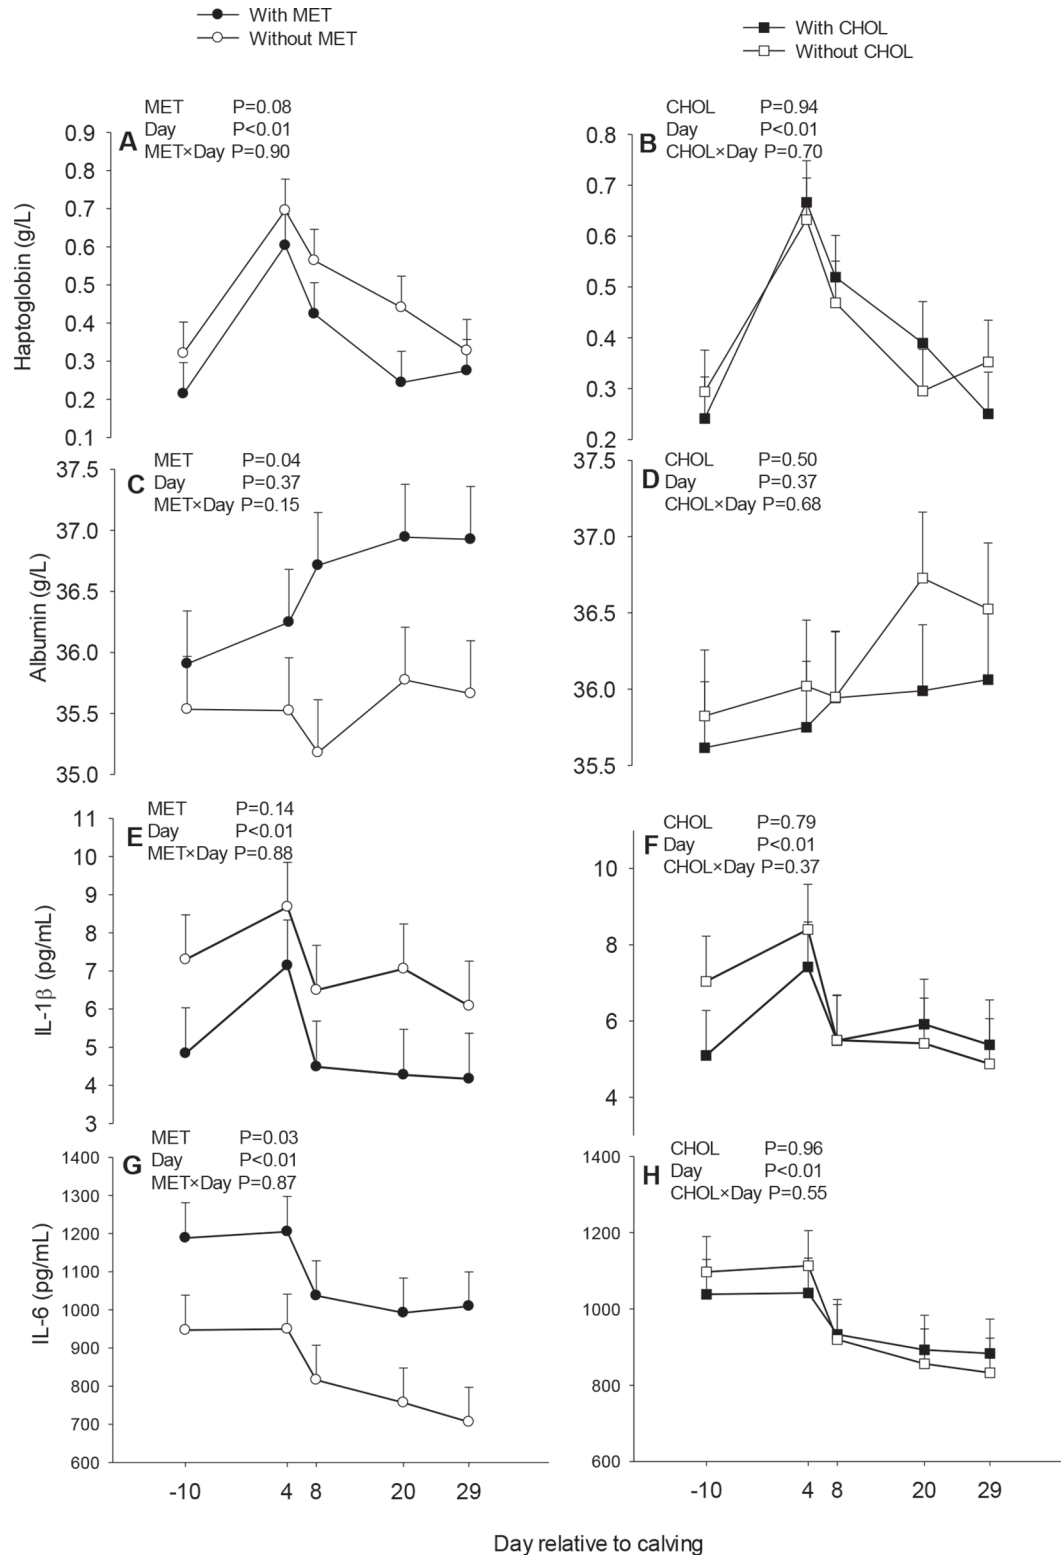 With MET
Without MET
With CHOL
Without CHOL
A
MET P=0.08
Day P<0.01
MET×Day P=0.90
Haptoglobin (g/L)
0.9
0.8
0.7
0.6
0.5
0.4
0.3
0.2
0.1
B
CHOL P=0.94
Day P<0.01
CHOL×Day P=0.70
0.8
0.7
0.6
0.5
0.4
0.3
0.2
C
MET P=0.04
Day P=0.37
MET×Day P=0.15
Albumin (g/L)
37.5
37.0
36.5
36.0
35.5
35.0
D
CHOL P=0.50
Day P=0.37
CHOL×Day P=0.68
37.5
37.0
36.5
36.0
35.5
E
MET P=0.14
Day P<0.01
MET×Day P=0.88
IL-1β (pg/mL)
11
10
9
8
7
6
5
4
3
F
CHOL P=0.79
Day P<0.01
CHOL×Day P=0.37
10
8
6
4
G
MET P=0.03
Day P<0.01
MET×Day P=0.87
IL-6 (pg/mL)
1400
1300
1200
1100
1000
900
800
700
600
H
CHOL P=0.96
Day P<0.01
CHOL×Day P=0.55
1400
1200
1000
800
600
-10 4 8 20 29
-10 4 8 20 29
Day relative to calving